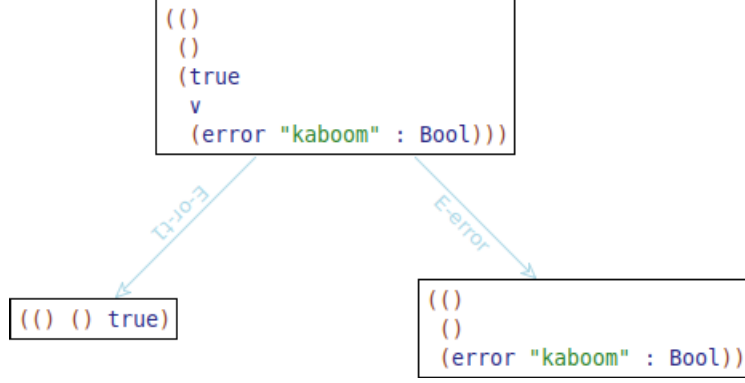 (()
()
(true
∨
(error "kaboom" : Bool)))
E-or-t1
E-error
(() () true)
(()
()
(error "kaboom" : Bool))